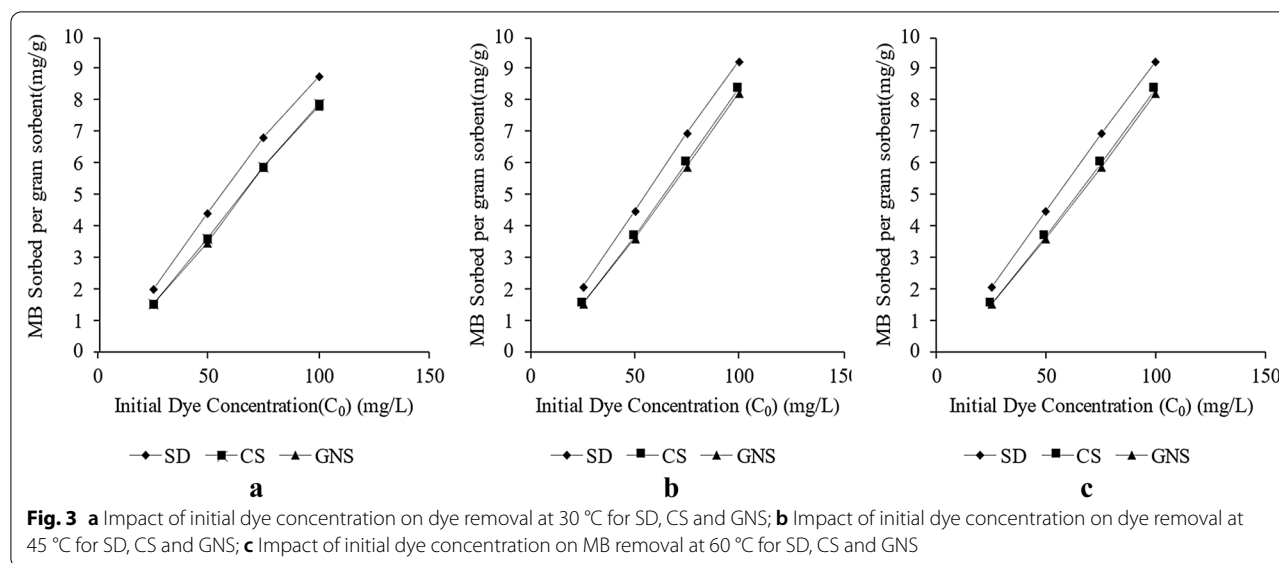 MB Sorbed per gram sorbent(mg/g)
10
9
8
7
6
5
4
3
2
1
0
0 50 100 150
Initial Dye Concentration(C₀) (mg/L)
SD CS GNS
a
MB Sorbed per gram sorbent(mg/g)
10
9
8
7
6
5
4
3
2
1
0
0 50 100 150
Initial Dye Concentration (C₀) (mg/L)
SD CS GNS
b
MB Sorbed per gram sorbent(mg/g)
10
9
8
7
6
5
4
3
2
1
0
0 50 100 150
Initial Dye Concentration (C₀) (mg/L)
SD CS GNS
c
Fig. 3 a Impact of initial dye concentration on dye removal at 30 °C for SD, CS and GNS; b Impact of initial dye concentration on dye removal at
45 °C for SD, CS and GNS; c Impact of initial dye concentration on MB removal at 60 °C for SD, CS and GNS